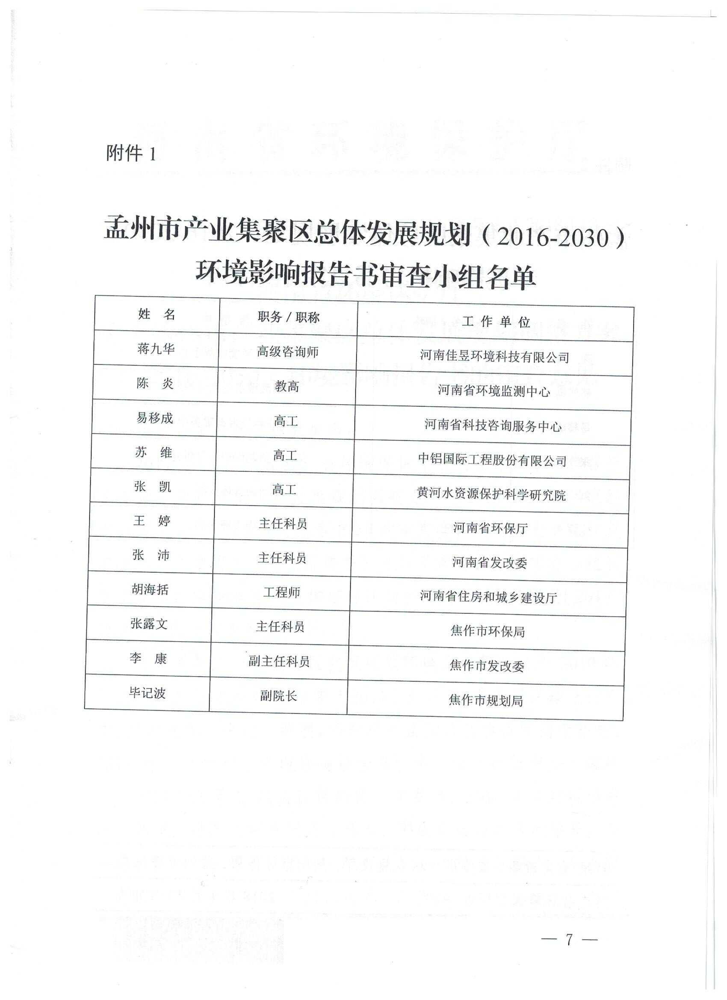 附件 1
孟州市产业集聚区总体发展规划（2016-2030）
环境影响报告书审查小组名单
姓 名 职务／职称 工 作 单 位
蒋九华 高级咨询师 河南佳昱环境科技有限公司
陈 炎 教高 河南省环境监测中心
易移成 高工 河南省科技咨询服务中心
苏 维 高工 中铝国际工程股份有限公司
张 凯 高工 黄河水资源保护科学研究院
王 婷 主任科员 河南省环保厅
张 沛 主任科员 河南省发改委
胡海括 工程师 河南省住房和城乡建设厅
张露文 主任科员 焦作市环保局
李 康 副主任科员 焦作市发改委
毕记波 副院长 焦作市规划局
— 7 —